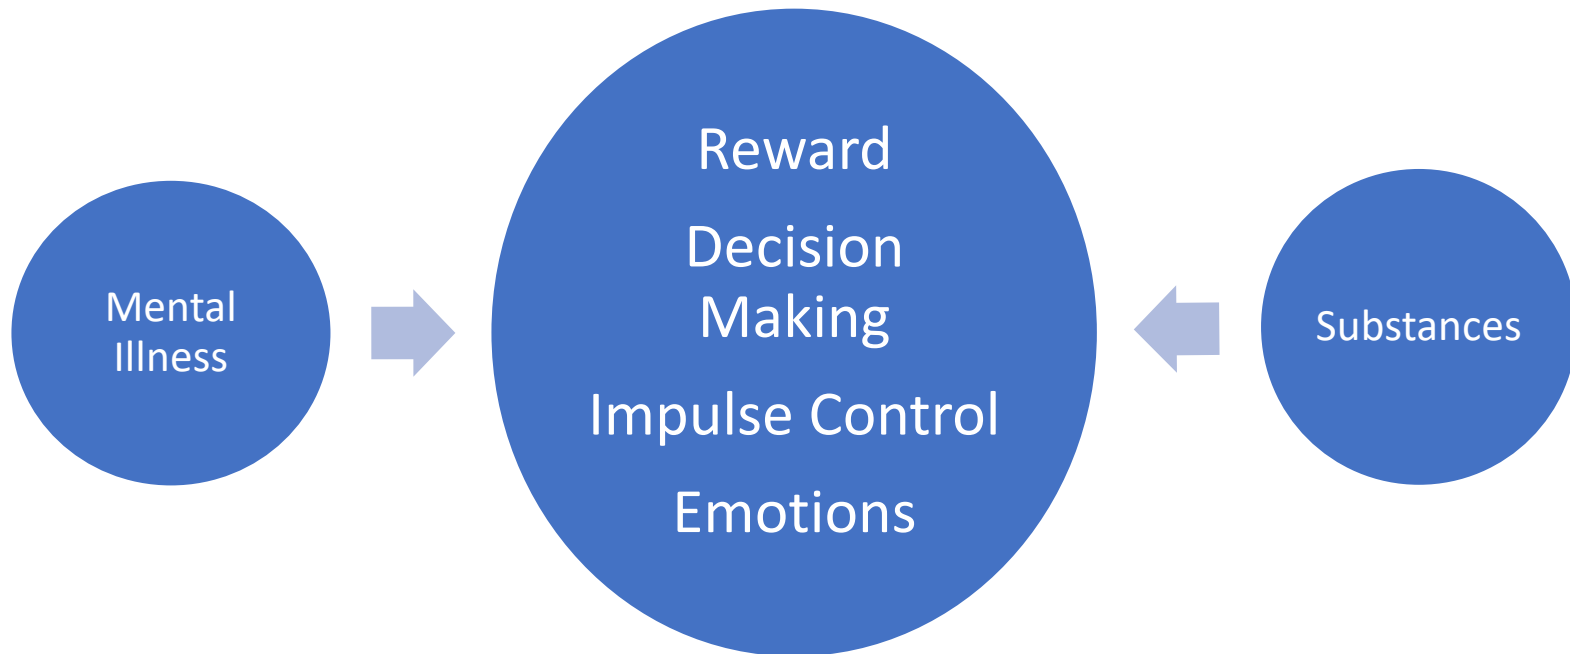 Mental
Illness
Reward
Decision
Making
Impulse Control
Emotions
Substances